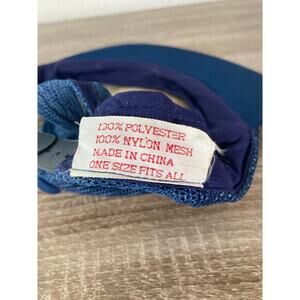 100% POLYESTER
100% NYLON MESH
MADE IN CHINA
ONE SIZE FITS ALL